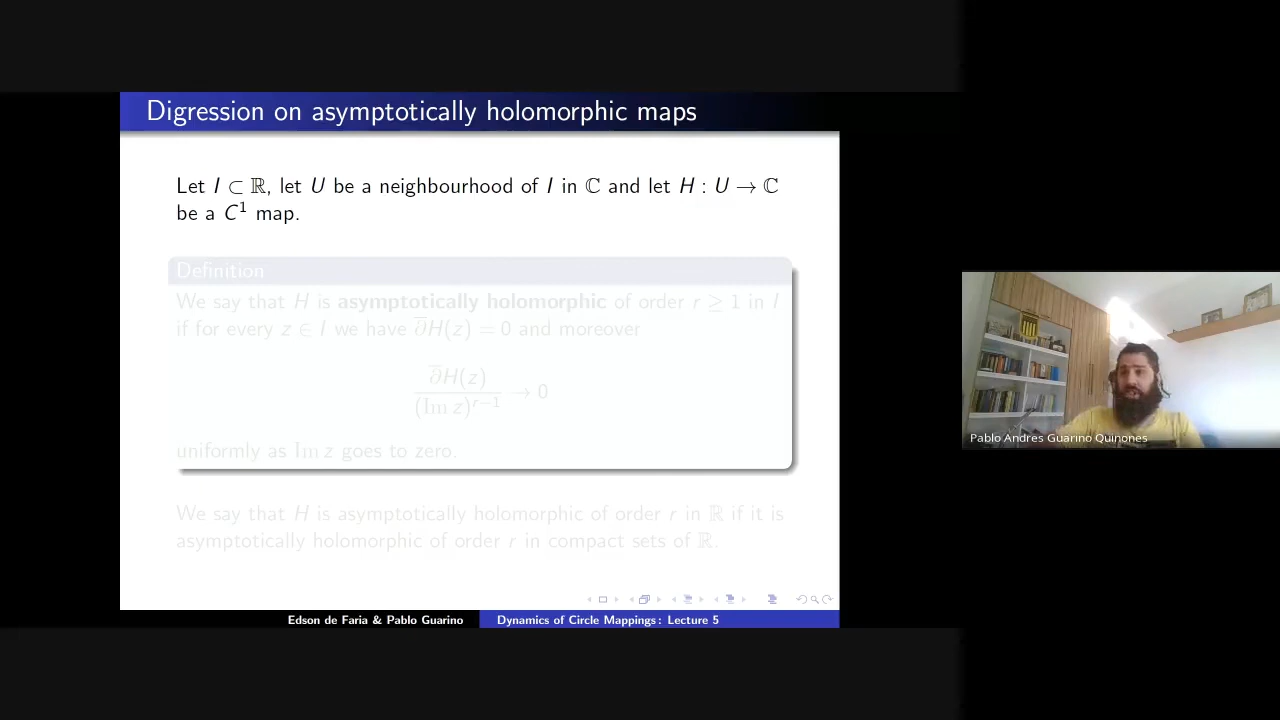 Digression on asymptotically holomorphic maps
Let I ⊂ ℝ, let U be a neighbourhood of I in ℂ and let H : U → ℂ
be a C¹ map.
Definition
We say that H is asymptotically holomorphic of order r ≥ 1 in I
if for every z ∈ I we have ∂̅H(z) = 0 and moreover
∂̅H(z)
(Im z)ʳ⁻¹ → 0
uniformly as Im z goes to zero.
We say that H is asymptotically holomorphic of order r in ℝ if it is
asymptotically holomorphic of order r in compact sets of ℝ.
Edson de Faria & Pablo Guarino
Dynamics of Circle Mappings: Lecture 5
Pablo Andres Guarino Quinones